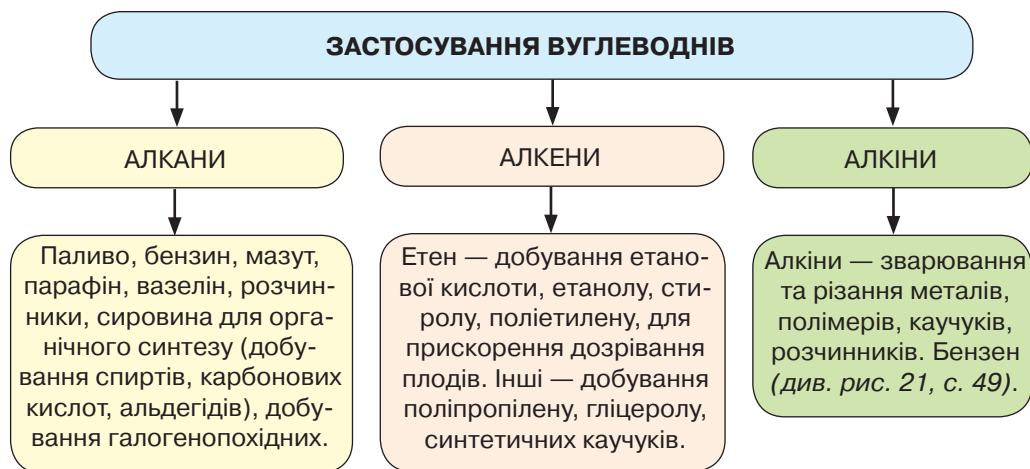 ЗАСТОСУВАННЯ ВУГЛЕВОДНІВ
АЛКАНИ
Паливо, бензин, мазут,
парафін, вазелін, розчин-
ники, сировина для орга-
нічного синтезу (добу-
вання спиртів, карбонових
кислот, альдегідів), добу-
вання галогенопохідних.
АЛКЕНИ
Етен — добування етано-
вої кислоти, етанолу, сти-
ролу, поліетилену, для
прискорення дозрівання
плодів. Інші — добування
поліпропілену, гліцеролу,
синтетичних каучуків.
АЛКІНИ
Алкіни — зварювання
та різання металів,
полімерів, каучуків,
розчинників. Бензен
(див. рис. 21, с. 49).